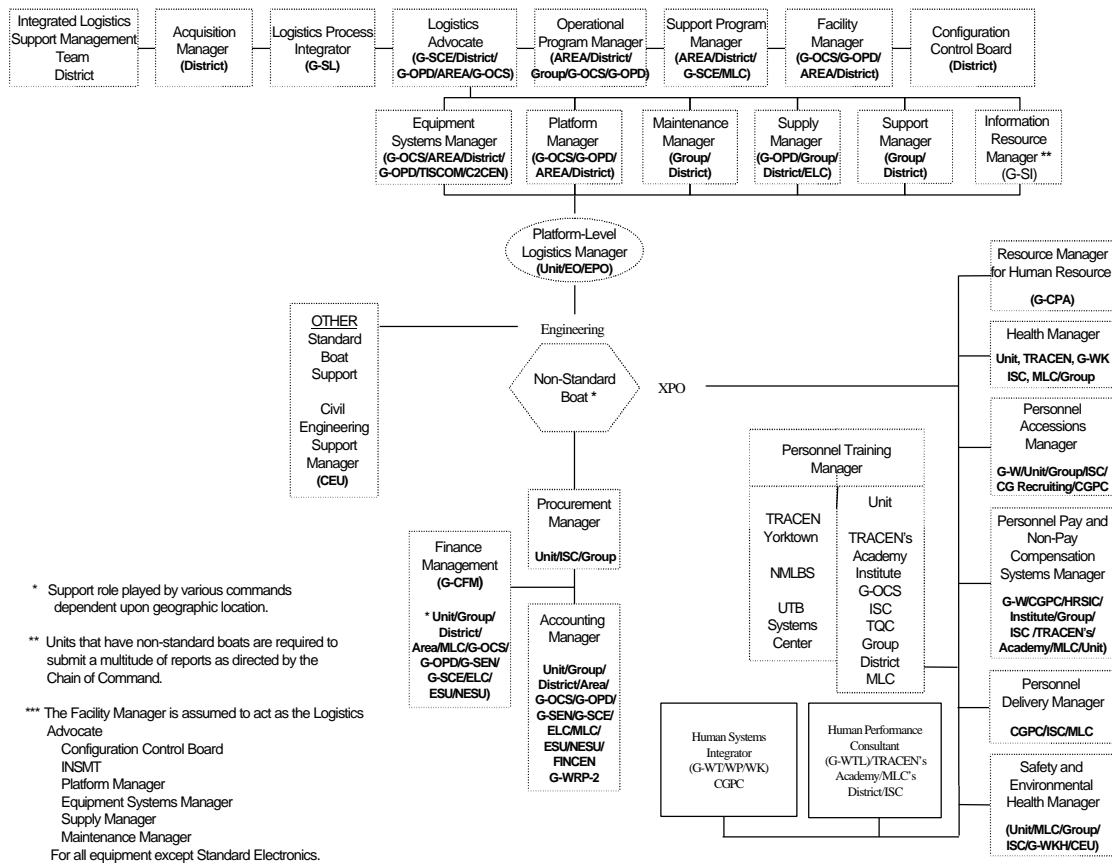 Integrated Logistics
Support Management
Team
District
Acquisition
Manager
(District)
Logistics Process
Integrator
(G-SL)
Logistics
Advocate
(G-SCE/District/
G-OPD/AREA/G-OCS)
Operational
Program Manager
(AREA/District/
Group/G-OCS/G-OPD)
Support Program
Manager
(AREA/District/
G-SCE/MLC)
Facility
Manager
(G-OCS/G-OPD/
AREA/District)
Configuration
Control Board
(District)
Equipment
Systems Manager
(G-OCS/AREA/District/
G-OPD/TISCOM/C2CEN)
Platform
Manager
(G-OCS/G-OPD/
AREA/District)
Maintenance
Manager
(Group/
District)
Supply
Manager
(G-OPD/Group/
District/ELC)
Support
Manager
(Group/
District)
Information
Resource
Manager **
(G-SI)
Platform-Level
Logistics Manager
(Unit/EO/EPO)
Engineering
Non-Standard
Boat *
XPO
OTHER
Standard
Boat
Support
Civil
Engineering
Support
Manager
(CEU)
Procurement
Manager
Unit/ISC/Group
Finance
Management
(G-CFM)
* Unit/Group/
District/
Area/MLC/G-OCS/
G-OPD/G-SEN/
G-SCE/ELC/
ESU/NESU)
Accounting
Manager
Unit/Group/
District/Area/
G-OCS/G-OPD/
G-SEN/G-SCE/
ELC/MLC/
ESU/NESU/
FINCEN
G-WRP-2
Personnel Training
Manager
TRACEN
Yorktown
NMLBS
UTB
Systems
Center
Unit
TRACEN's
Academy
Institute
G-OCS
ISC
TQC
Group
District
MLC
Human Systems
Integrator
(G-WT/WP/WK)
CGPC
Human Performance
Consultant
(G-WTL)/TRACEN's
Academy/MLC's
District/ISC
Resource Manager
for Human Resource
(G-CPA)
Health Manager
Unit, TRACEN, G-WK
ISC, MLC/Group
Personnel
Accessions
Manager
G-W/Unit/Group/ISC/
CG Recruiting/CGPC
Personnel Pay and
Non-Pay
Compensation
Systems Manager
G-W/CGPC/HRSIC/
Institute/Group/
ISC /TRACEN's/
Academy/MLC/Unit)
Personnel
Delivery Manager
CGPC/ISC/MLC
Safety and
Environmental
Health Manager
(Unit/MLC/Group/
ISC/G-WKH/CEU)
* Support role played by various commands
dependent upon geographic location.
** Units that have non-standard boats are required to
submit a multitude of reports as directed by the
Chain of Command.
*** The Facility Manager is assumed to act as the Logistics
Advocate
Configuration Control Board
INSMT
Platform Manager
Equipment Systems Manager
Supply Manager
Maintenance Manager
For all equipment except Standard Electronics.